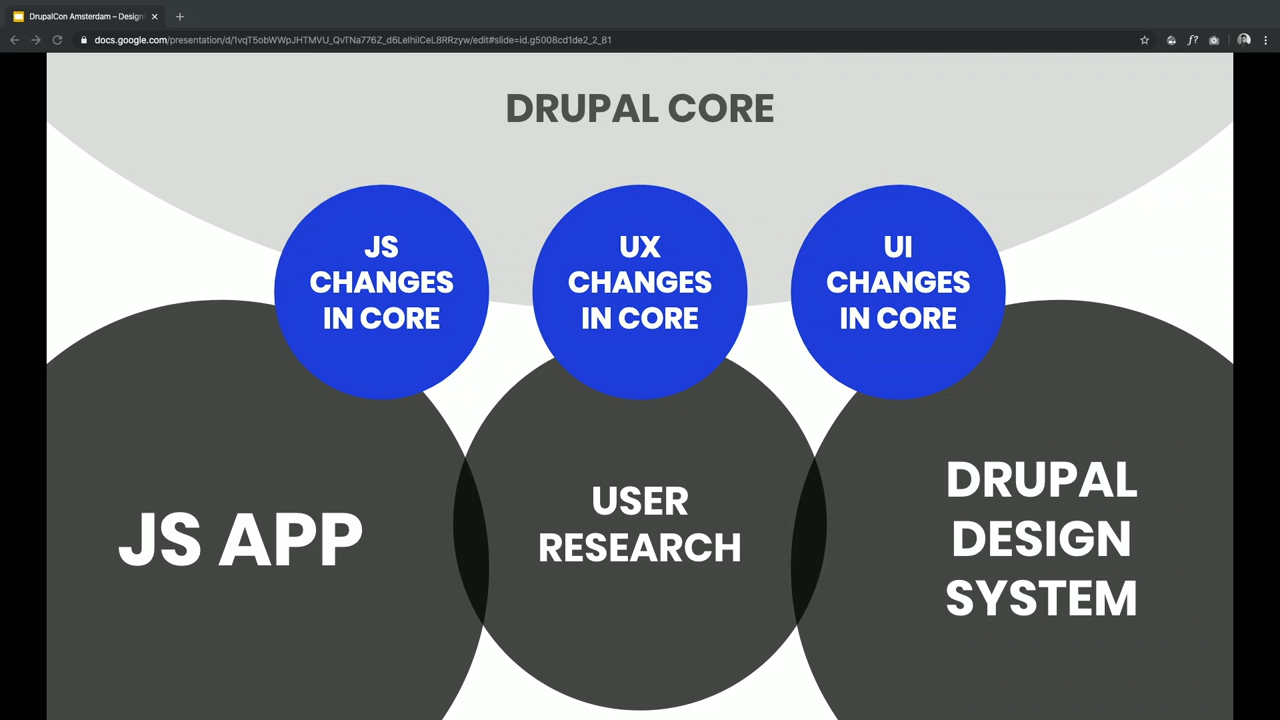 DrupalCon Amsterdam – Design
docs.google.com/presentation/d/1vqT5obWWpJHTMVU_QvTNa776Z_d6LelhilCeL8RRzyw/edit#slide=id.g5008cd1de2_2_81
DRUPAL CORE
JS
CHANGES
IN CORE
UX
CHANGES
IN CORE
UI
CHANGES
IN CORE
JS APP
USER
RESEARCH
DRUPAL
DESIGN
SYSTEM